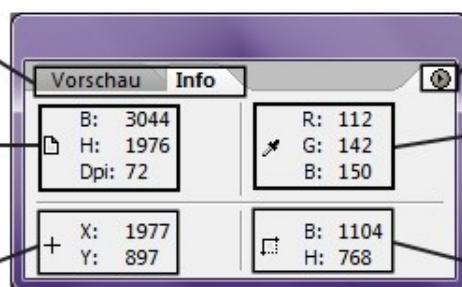 Vorschau Info
B: 3044
H: 1976
Dpi: 72
R: 112
G: 142
B: 150
X: 1977
Y: 897
B: 1104
H: 768